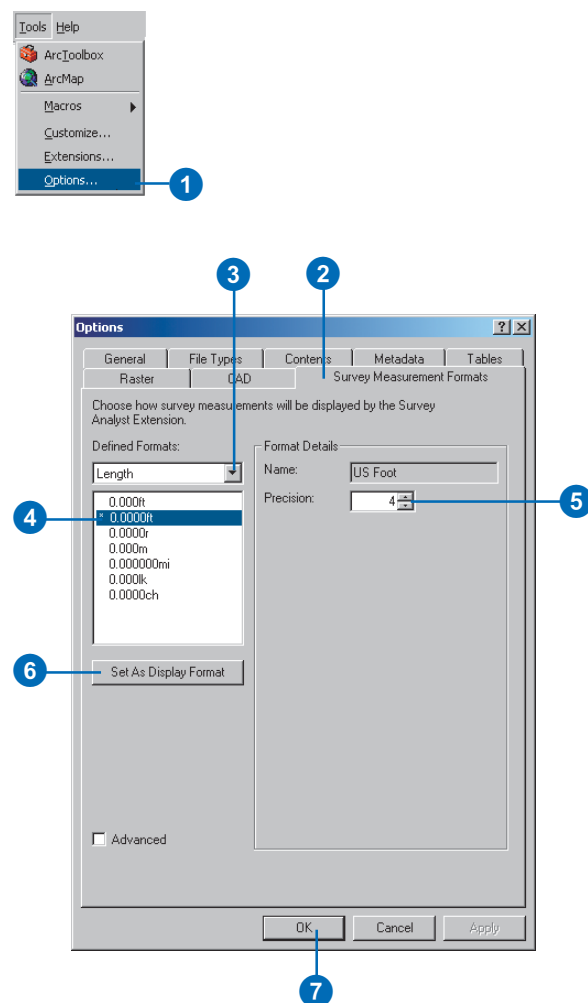 Tools Help
ArcToolbox
ArcMap
Macros
Customize...
Extensions...
Options...
1
3
2
Options
General File Types Contents Metadata Tables
Raster CAD Survey Measurement Formats
Choose how survey measurements will be displayed by the Survey
Analyst Extension.
Defined Formats:
Length
0.000ft
* 0.0000ft
0.0000r
0.000m
0.000000mi
0.000lk
0.0000ch
4
Format Details
Name: US Foot
Precision: 4
5
6
Set As Display Format
Advanced
OK Cancel Apply
7